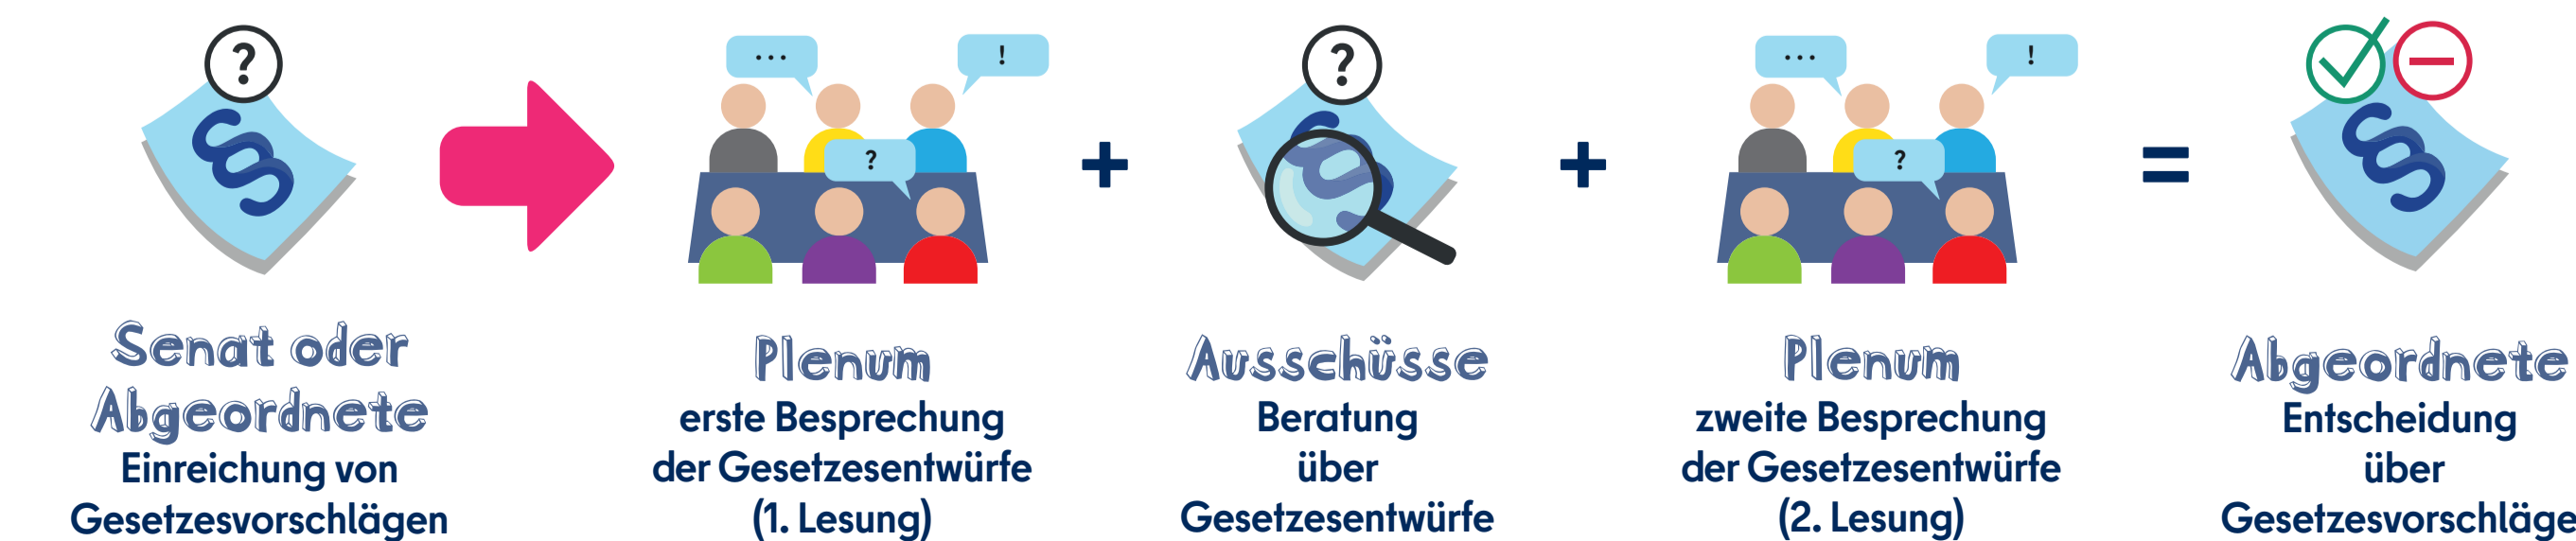 ?
§
Senat oder
Abgeordnete
Einreichung von
Gesetzesvorschlägen
...
!
?
Plenum
erste Besprechung
der Gesetzesentwürfe
(1. Lesung)
+
?
§
Ausschüsse
Beratung
über
Gesetzesentwürfe
+
...
!
?
Plenum
zweite Besprechung
der Gesetzesentwürfe
(2. Lesung)
=
§
Abgeordnete
Entscheidung
über
Gesetzesvorschläge